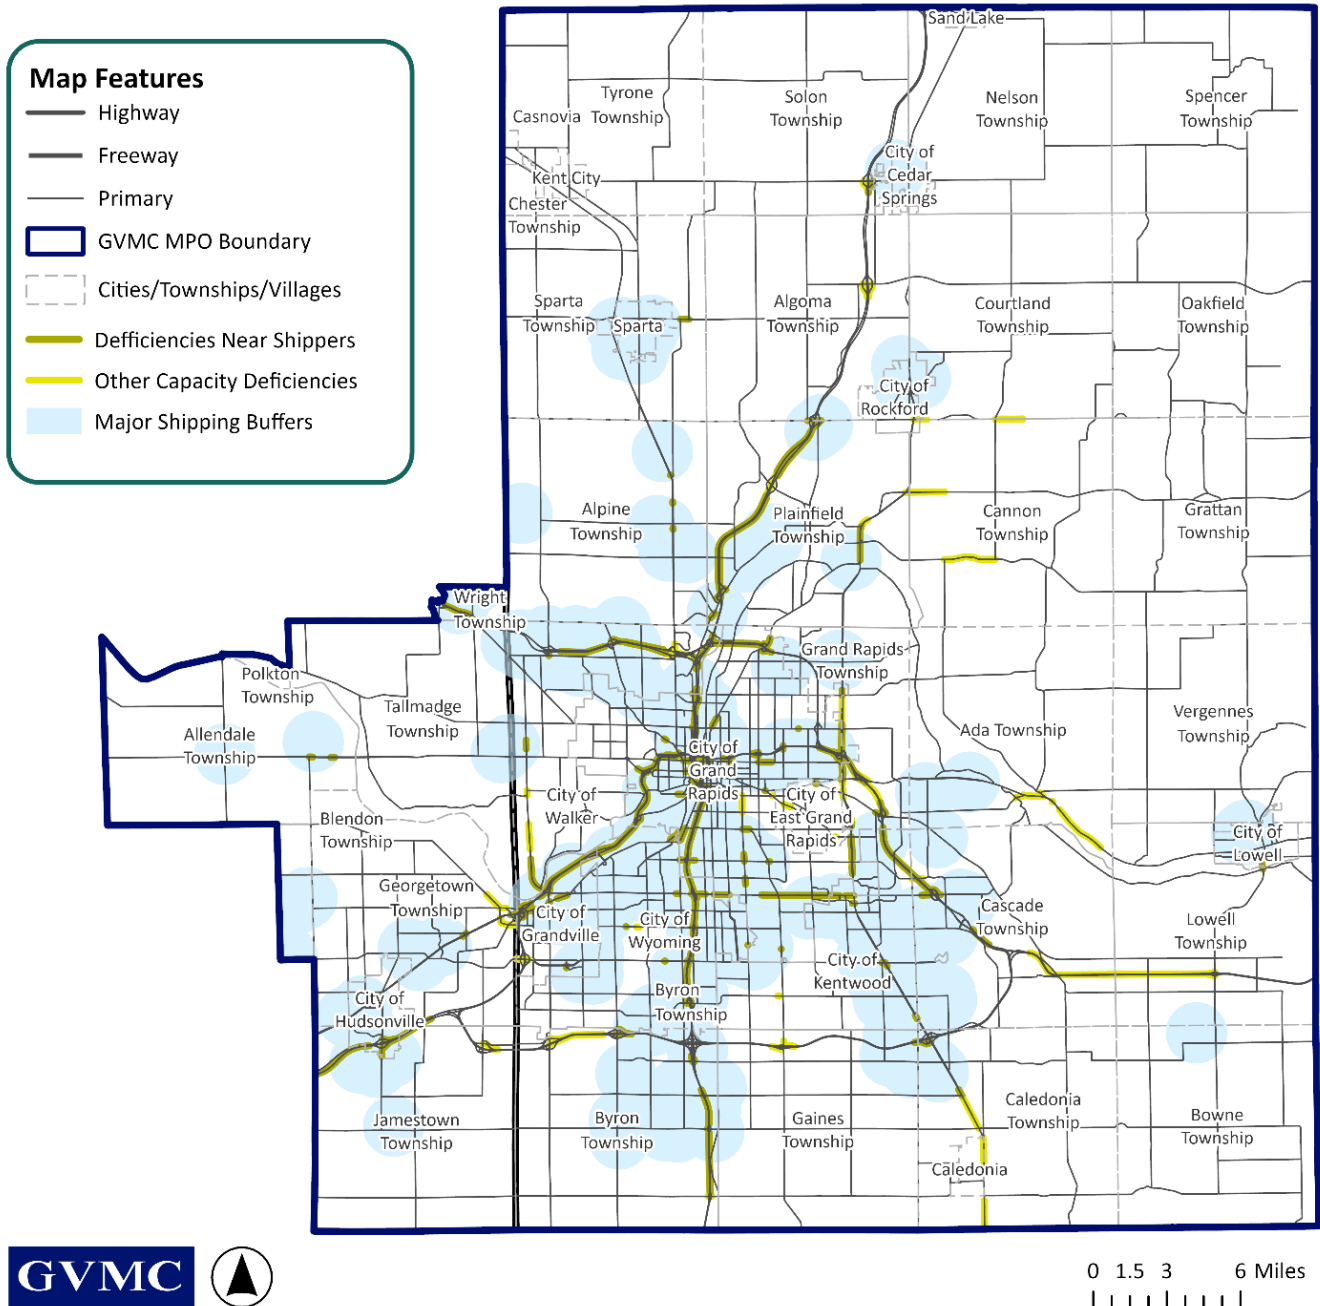 Map Features
Highway
Freeway
Primary
GVMC MPO Boundary
Cities/Townships/Villages
Defficiencies Near Shippers
Other Capacity Deficiencies
Major Shipping Buffers
Sand Lake
Tyrone
Township
Casnovia
Solon
Township
Nelson
Township
Spencer
Township
City of
Cedar
Springs
Kent City
Chester
Township
Sparta
Township
Sparta
Algoma
Township
Courtland
Township
Oakfield
Township
City of
Rockford
Alpine
Township
Plainfield
Township
Cannon
Township
Grattan
Township
Wright
Township
Grand Rapids
Township
Polkton
Township
Tallmadge
Township
Allendale
Township
Ada Township
Vergennes
Township
City of
Grand
Rapids
City of
Walker
City of
East Grand
Rapids
Blendon
Township
City of
Lowell
Georgetown
Township
City of
Grandville
City of
Wyoming
Cascade
Township
Lowell
Township
City of
Kentwood
City of
Hudsonville
Byron
Township
Jamestown
Township
Byron
Township
Gaines
Township
Caledonia
Township
Bowne
Township
Caledonia
GVMC
0 1.5 3 6 Miles